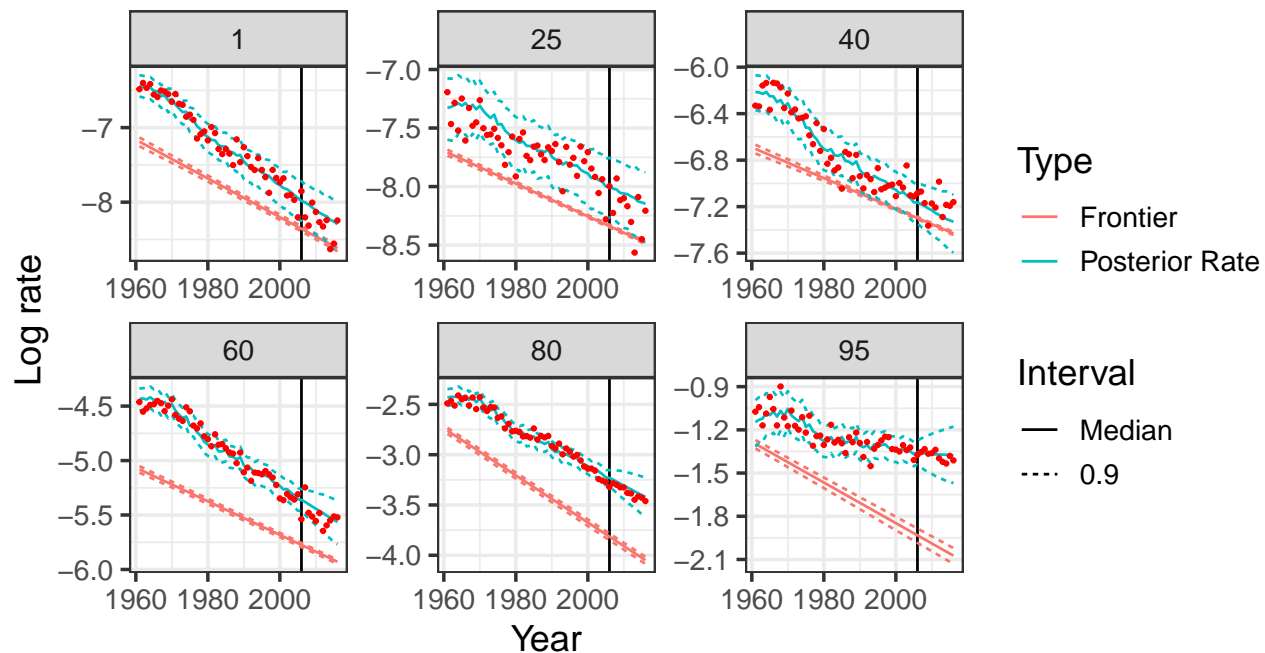 1
25
40
−7
−8
−7.0
−7.5
−8.0
−8.5
−6.0
−6.4
−6.8
−7.2
−7.6
1960 1980 2000
1960 1980 2000
1960 1980 2000
60
80
95
−4.5
−5.0
−5.5
−6.0
−2.5
−3.0
−3.5
−4.0
−0.9
−1.2
−1.5
−1.8
−2.1
1960 1980 2000
1960 1980 2000
1960 1980 2000
Log rate
Year
Type
Frontier
Posterior Rate
Interval
Median
0.9